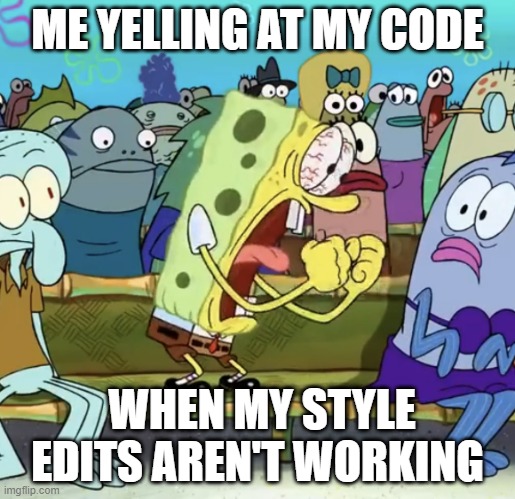 ME YELLING AT MY CODE
WHEN MY STYLE
EDITS AREN'T WORKING
imgflip.com